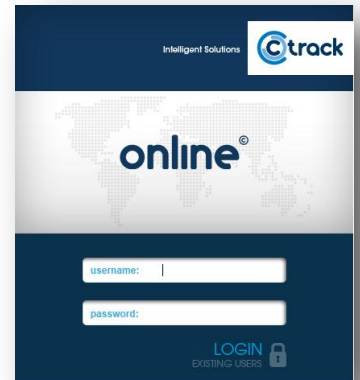 Intelligent Solutions
Ctrack
online©
username:
password:
LOGIN
EXISTING USERS